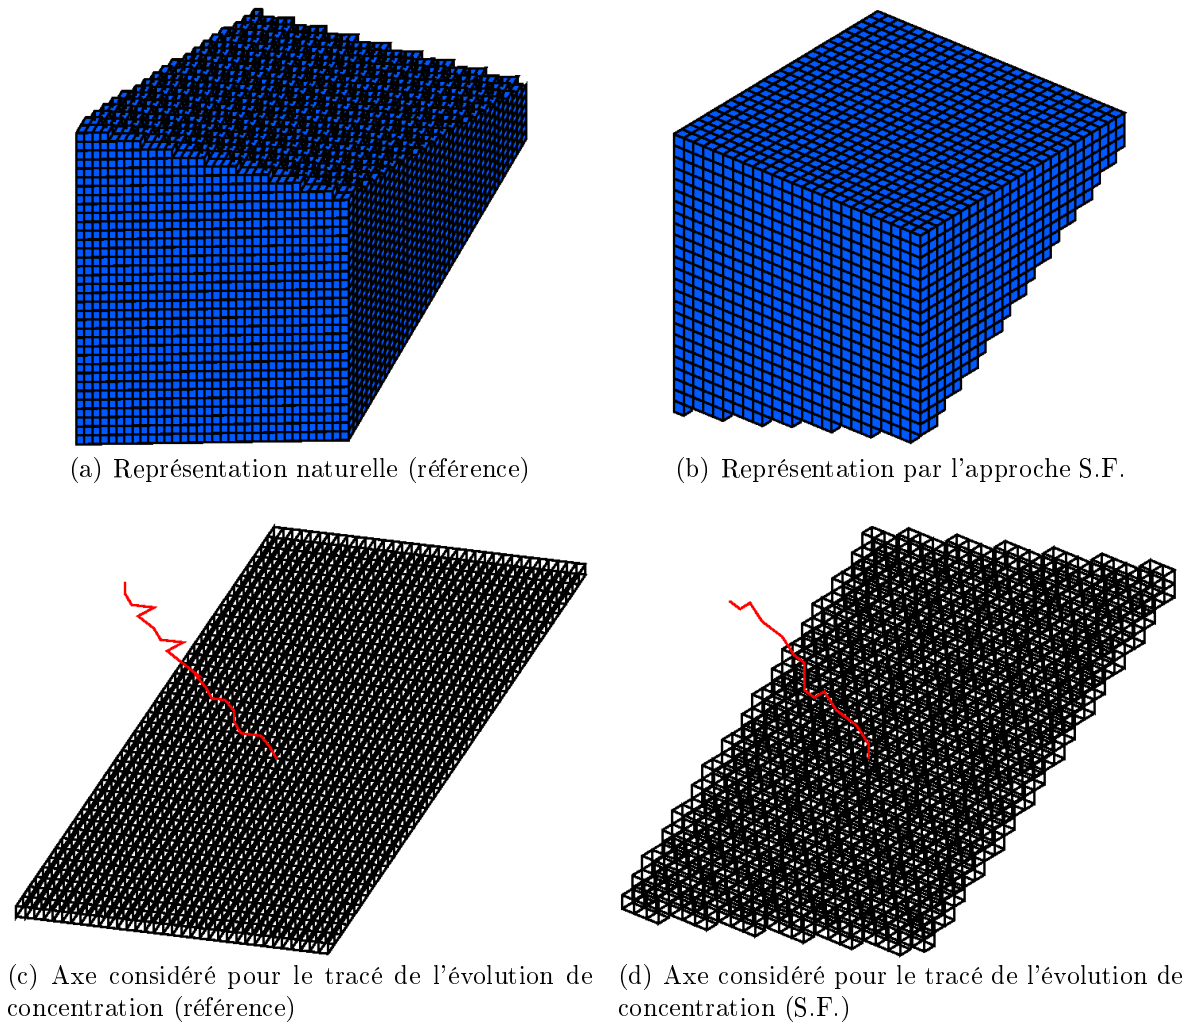 (a) Représentation naturelle (référence)
(b) Représentation par l'approche S.F.
(c) Axe considéré pour le tracé de l'évolution de
concentration (référence)
(d) Axe considéré pour le tracé de l'évolution de
concentration (S.F.)